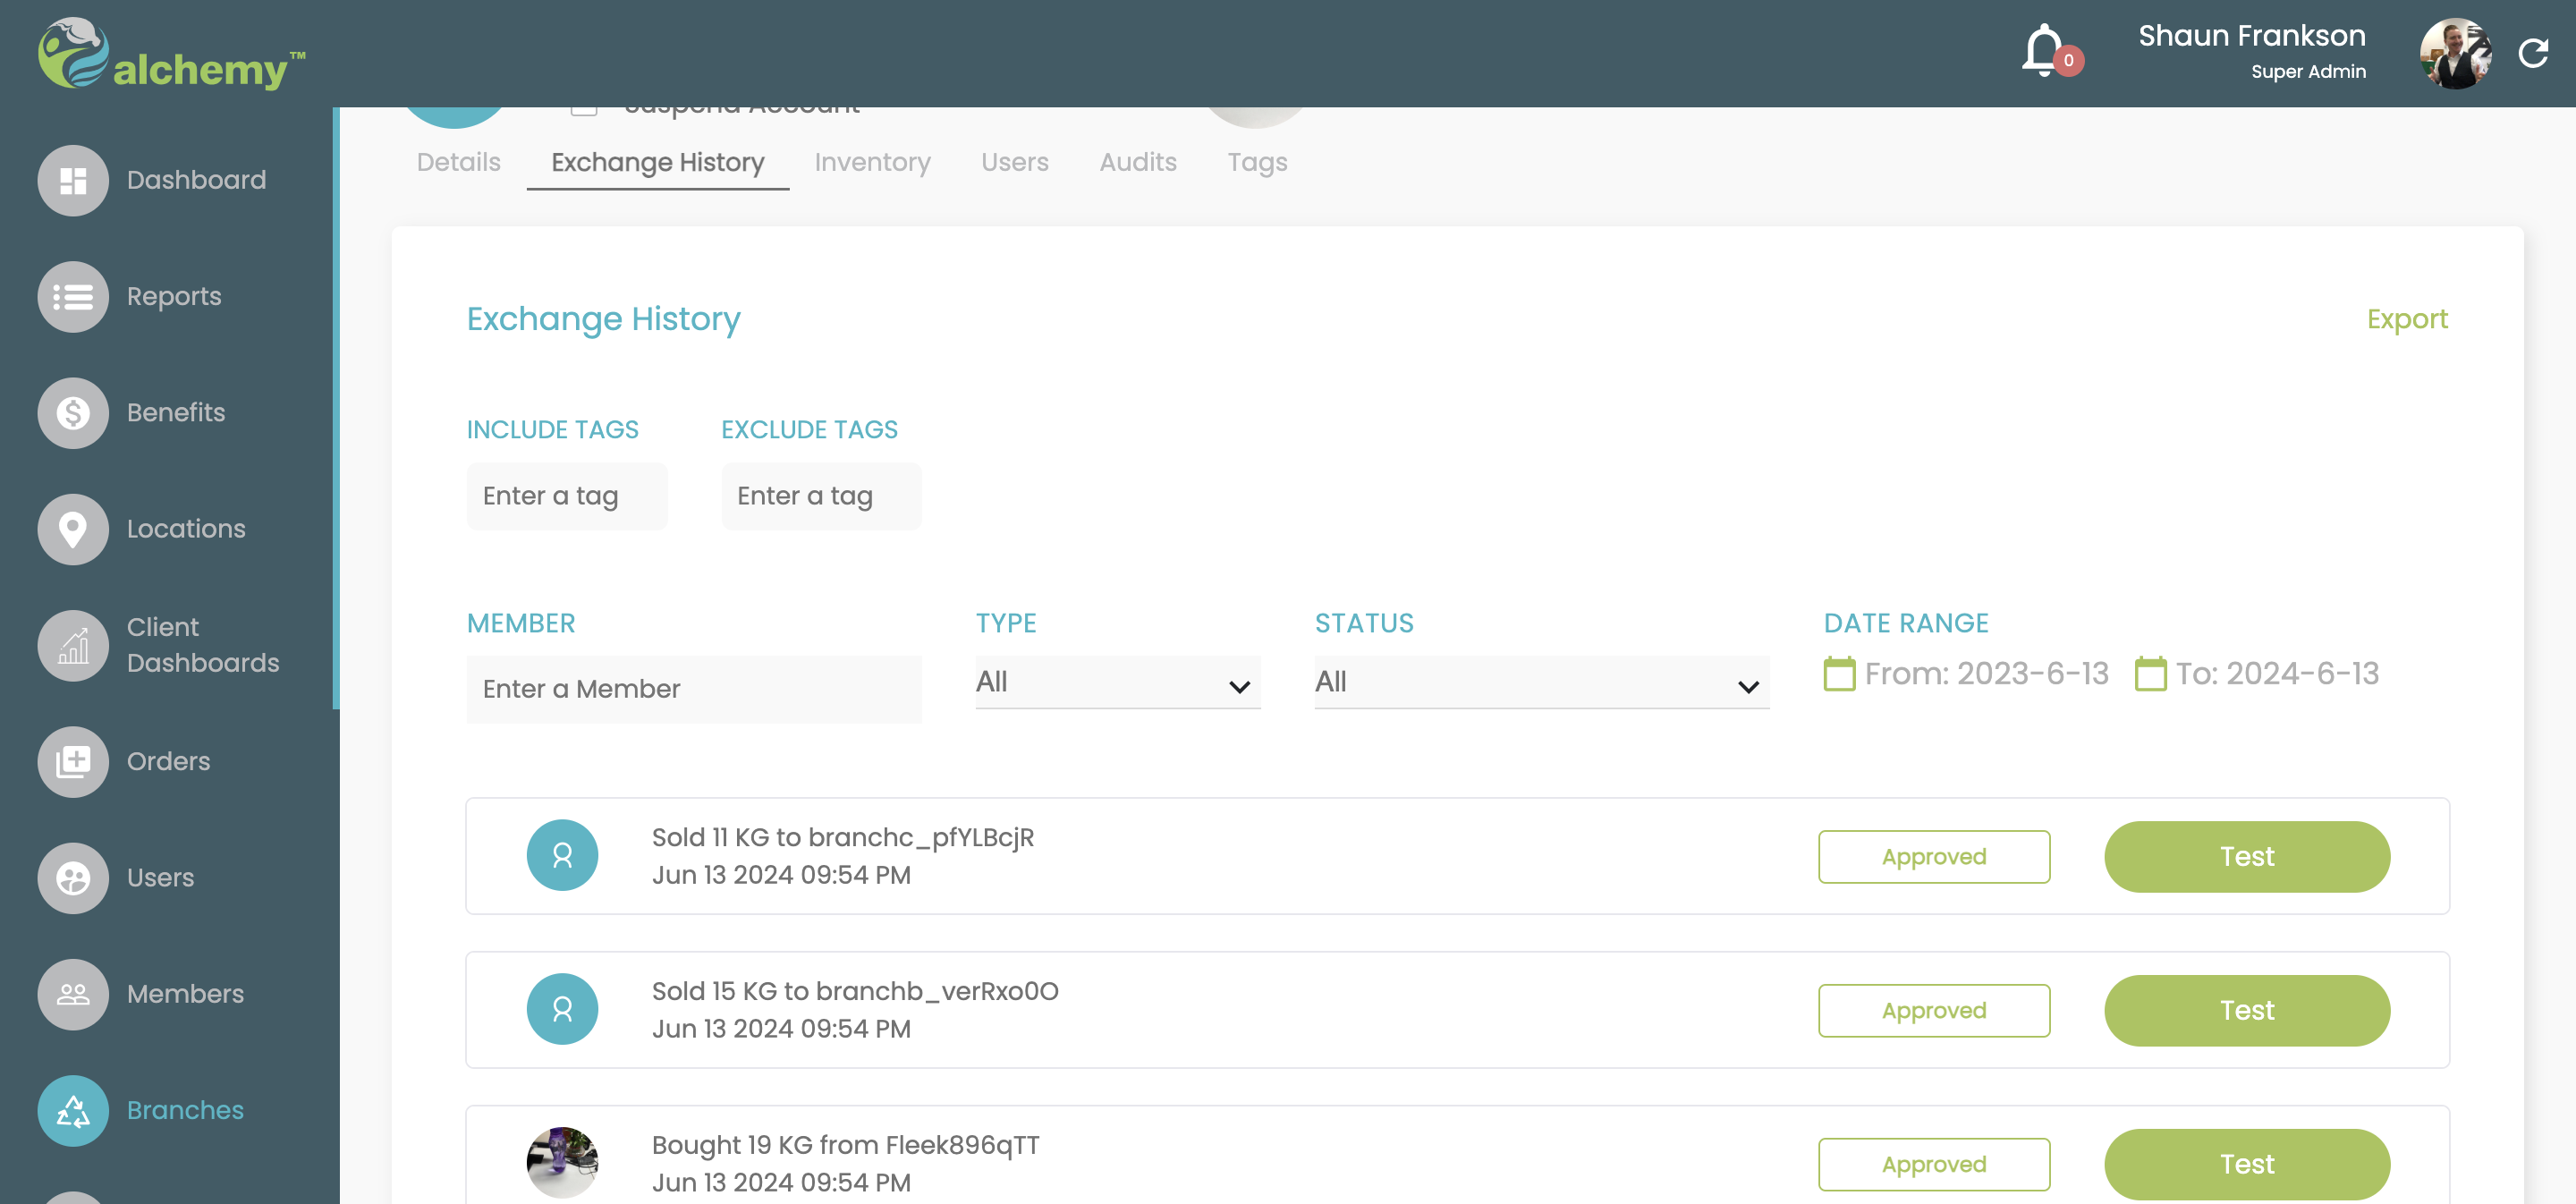 alchemy™
0
Shaun Frankson
Super Admin
Suspend Account
Details
Exchange History
Inventory
Users
Audits
Tags
Dashboard
Reports
Benefits
Locations
Client
Dashboards
Orders
Users
Members
Branches
Exchange History
Export
INCLUDE TAGS
EXCLUDE TAGS
Enter a tag
Enter a tag
MEMBER
TYPE
STATUS
DATE RANGE
Enter a Member
All
All
From: 2023-6-13
To: 2024-6-13
Sold 11 KG to branchc_pfYLBcjR
Jun 13 2024 09:54 PM
Approved
Test
Sold 15 KG to branchb_verRxo0O
Jun 13 2024 09:54 PM
Approved
Test
Bought 19 KG from Fleek896qTT
Jun 13 2024 09:54 PM
Approved
Test